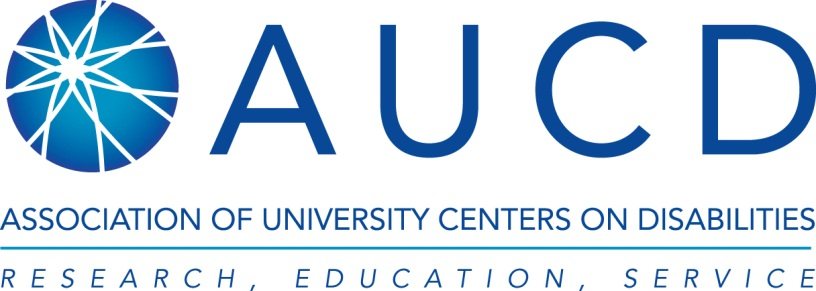 AUCD
ASSOCIATION OF UNIVERSITY CENTERS ON DISABILITIES
RESEARCH, EDUCATION, SERVICE